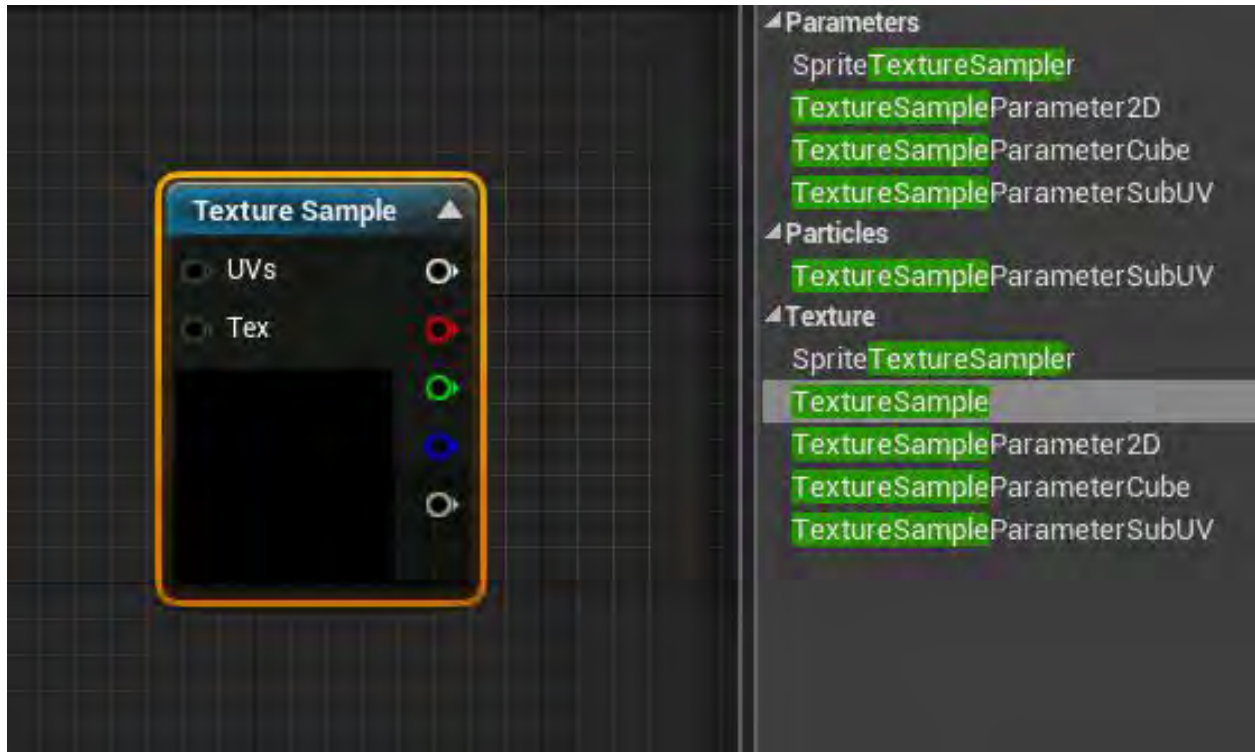 Texture Sample
UVs
Tex
Parameters
SpriteTextureSampler
TextureSampleParameter2D
TextureSampleParameterCube
TextureSampleParameterSubUV
Particles
TextureSampleParameterSubUV
Texture
SpriteTextureSampler
TextureSample
TextureSampleParameter2D
TextureSampleParameterCube
TextureSampleParameterSubUV